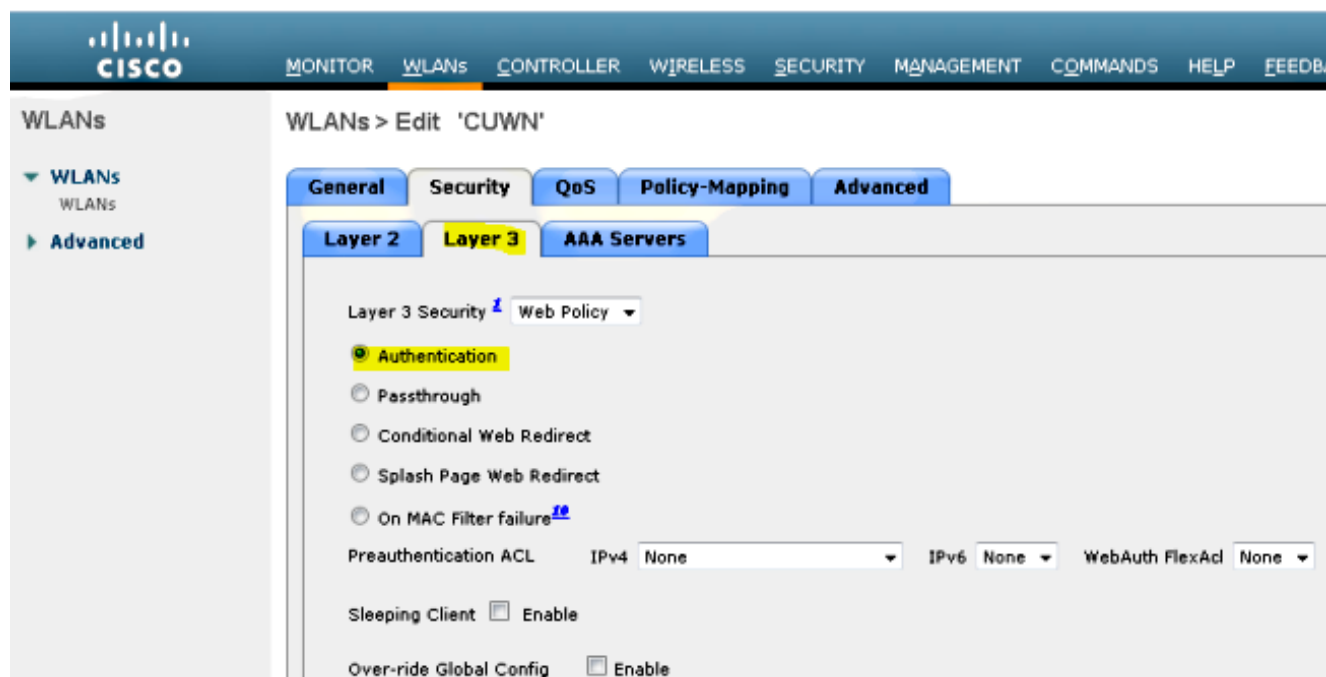 CISCO
MONITOR WLANs CONTROLLER WIRELESS SECURITY MANAGEMENT COMMANDS HELP FEEDBA
WLANs
WLANs > Edit 'CUWN'
WLANs
WLANs
Advanced
General Security QoS Policy-Mapping Advanced
Layer 2 Layer 3 AAA Servers
Layer 3 Security 1 Web Policy
Authentication
Passthrough
Conditional Web Redirect
Splash Page Web Redirect
On MAC Filter failure 10
Preauthentication ACL IPv4 None IPv6 None WebAuth FlexAcl None
Sleeping Client Enable
Over-ride Global Config Enable